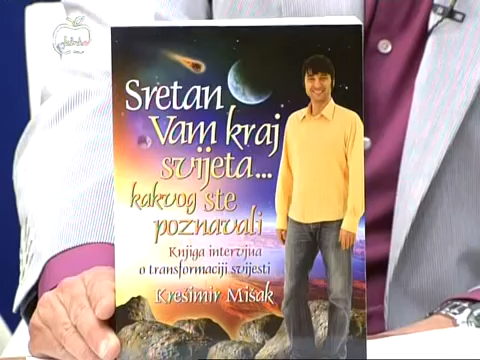 Sretan
Vam kraj
svijeta...
kakvog ste
poznavali
Knjiga intervjua
o transformaciji svijesti
Krešimir Mišak